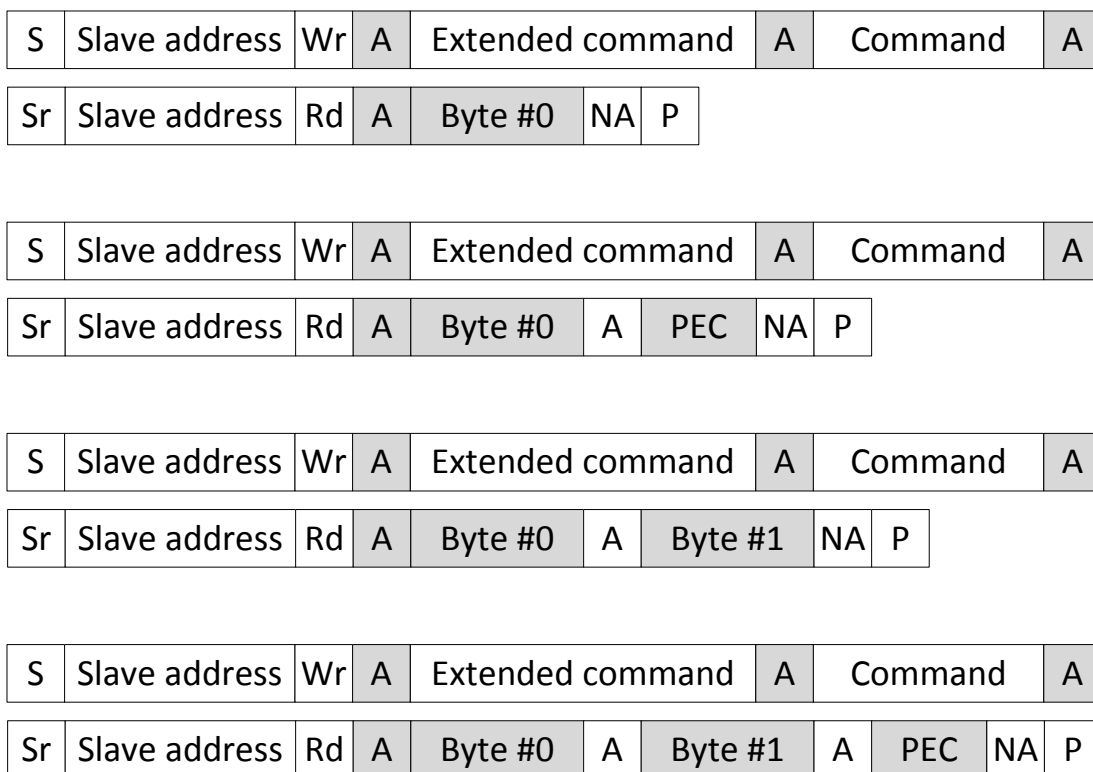 S Slave address Wr A Extended command A Command A
Sr Slave address Rd A Byte #0 NA P
S Slave address Wr A Extended command A Command A
Sr Slave address Rd A Byte #0 A PEC NA P
S Slave address Wr A Extended command A Command A
Sr Slave address Rd A Byte #0 A Byte #1 NA P
S Slave address Wr A Extended command A Command A
Sr Slave address Rd A Byte #0 A Byte #1 A PEC NA P